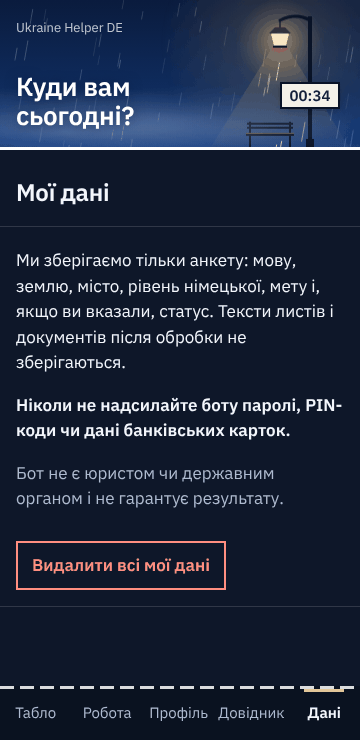 Ukraine Helper DE
Куди вам
сьогодні?
00:34
Мої дані
Ми зберігаємо тільки анкету: мову,
землю, місто, рівень німецької, мету і,
якщо ви вказали, статус. Тексти листів і
документів після обробки не
зберігаються.
Ніколи не надсилайте боту паролі, PIN-
коди чи дані банківських карток.
Бот не є юристом чи державним
органом і не гарантує результату.
Видалити всі мої дані
Табло Робота Профіль Довідник Дані